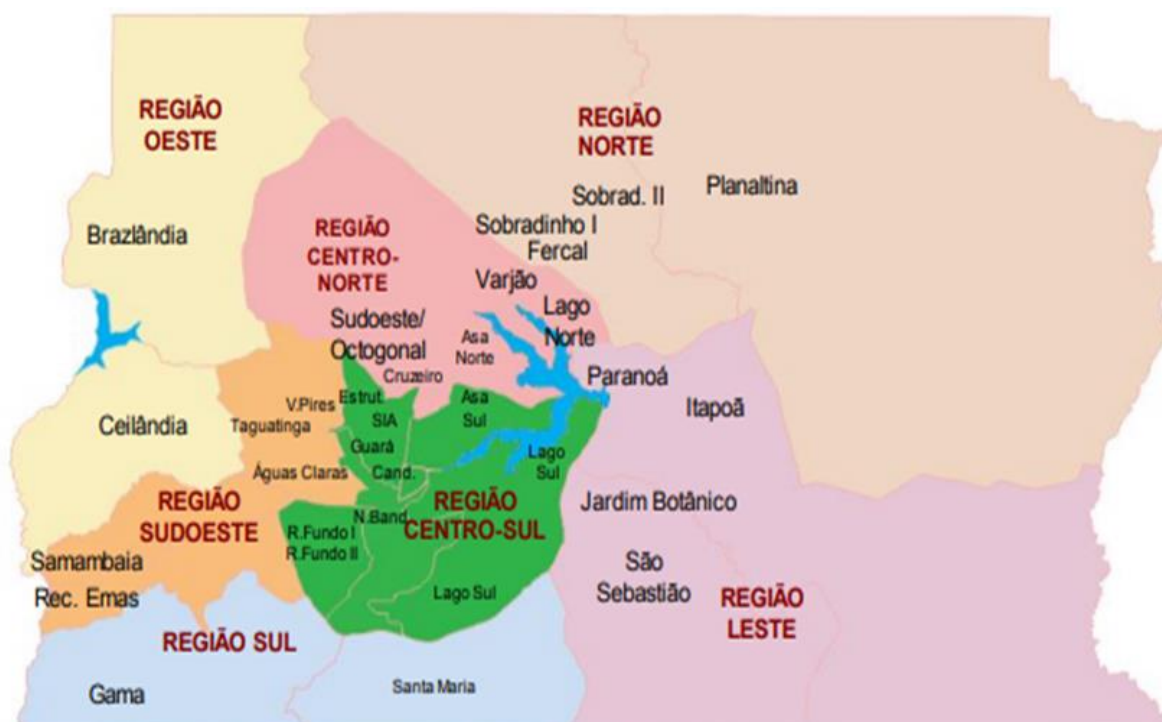 REGIÃO
OESTE
REGIÃO
NORTE
Planaltina
Sobrad. II
Sobradinho I
Fercal
Brazlândia
REGIÃO
CENTRO-
NORTE
Varjão
Lago
Norte
Sudoeste/
Octogonal
Asa
Norte
Cruzeiro
Paranoá
Itapoã
V.Pires
Estrut.
SIA
Asa
Sul
Taguatinga
Ceilândia
Guará
Lago
Sul
Águas Claras
Cand.
REGIÃO
SUDOESTE
N.Band.
REGIÃO
CENTRO-SUL
Jardim Botânico
R.Fundo I
R.Fundo II
Samambaia
Rec. Emas
São
Sebastião
Lago Sul
REGIÃO
LESTE
REGIÃO SUL
Gama
Santa Maria